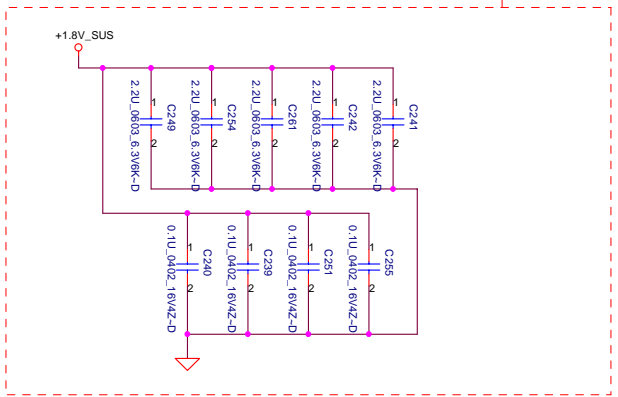 +1.8V_SUS
2.2U_0603_6.3V6K~D
1
2
C249
2.2U_0603_6.3V6K~D
1
2
C254
2.2U_0603_6.3V6K~D
1
2
C261
2.2U_0603_6.3V6K~D
1
2
C242
2.2U_0603_6.3V6K~D
1
2
C241
0.1U_0402_16V4Z~D
1
2
C240
0.1U_0402_16V4Z~D
1
2
C239
0.1U_0402_16V4Z~D
1
2
C251
0.1U_0402_16V4Z~D
1
2
C255